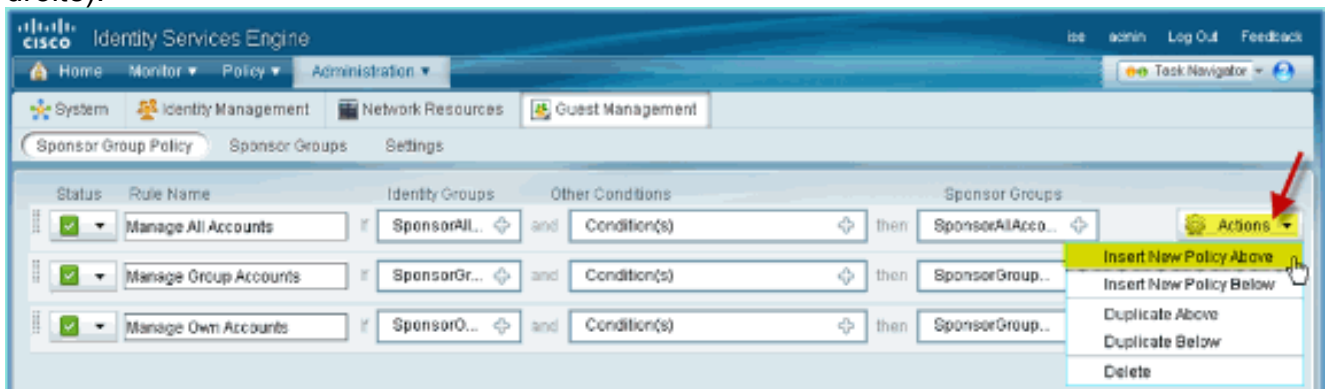 droite).
cisco Identity Services Engine ise admin Log Out Feedback
Home Monitor Policy Administration Task Navigator
System Identity Management Network Resources Guest Management
Sponsor Group Policy Sponsor Groups Settings
Status Rule Name Identity Groups Other Conditions Sponsor Groups
Manage All Accounts If SponsorAll... and Condition(s) then SponsorAllAcco... Actions
Insert New Policy Above
Manage Group Accounts If SponsorGr... and Condition(s) then SponsorGroup... Insert New Policy Below
Duplicate Above
Manage Own Accounts If SponsorO... and Condition(s) then SponsorGroup... Duplicate Below
Delete